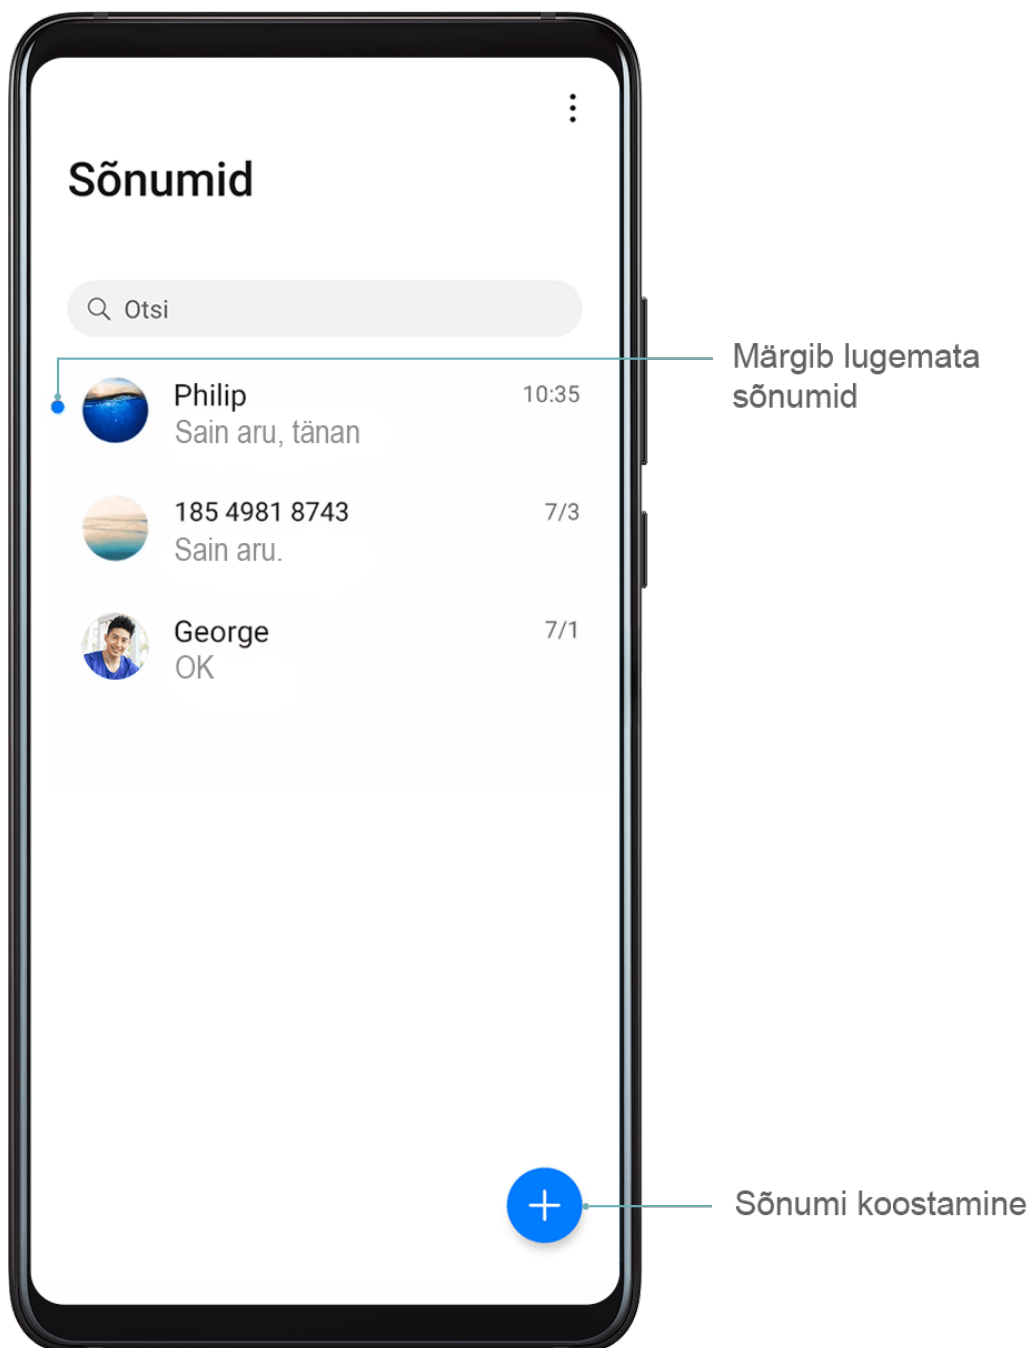 Sõnumid
Otsi
Philip 10:35
Sain aru, tänan
185 4981 8743 7/3
Sain aru.
George 7/1
OK
Märgib lugemata
sõnumid
Sõnumi koostamine